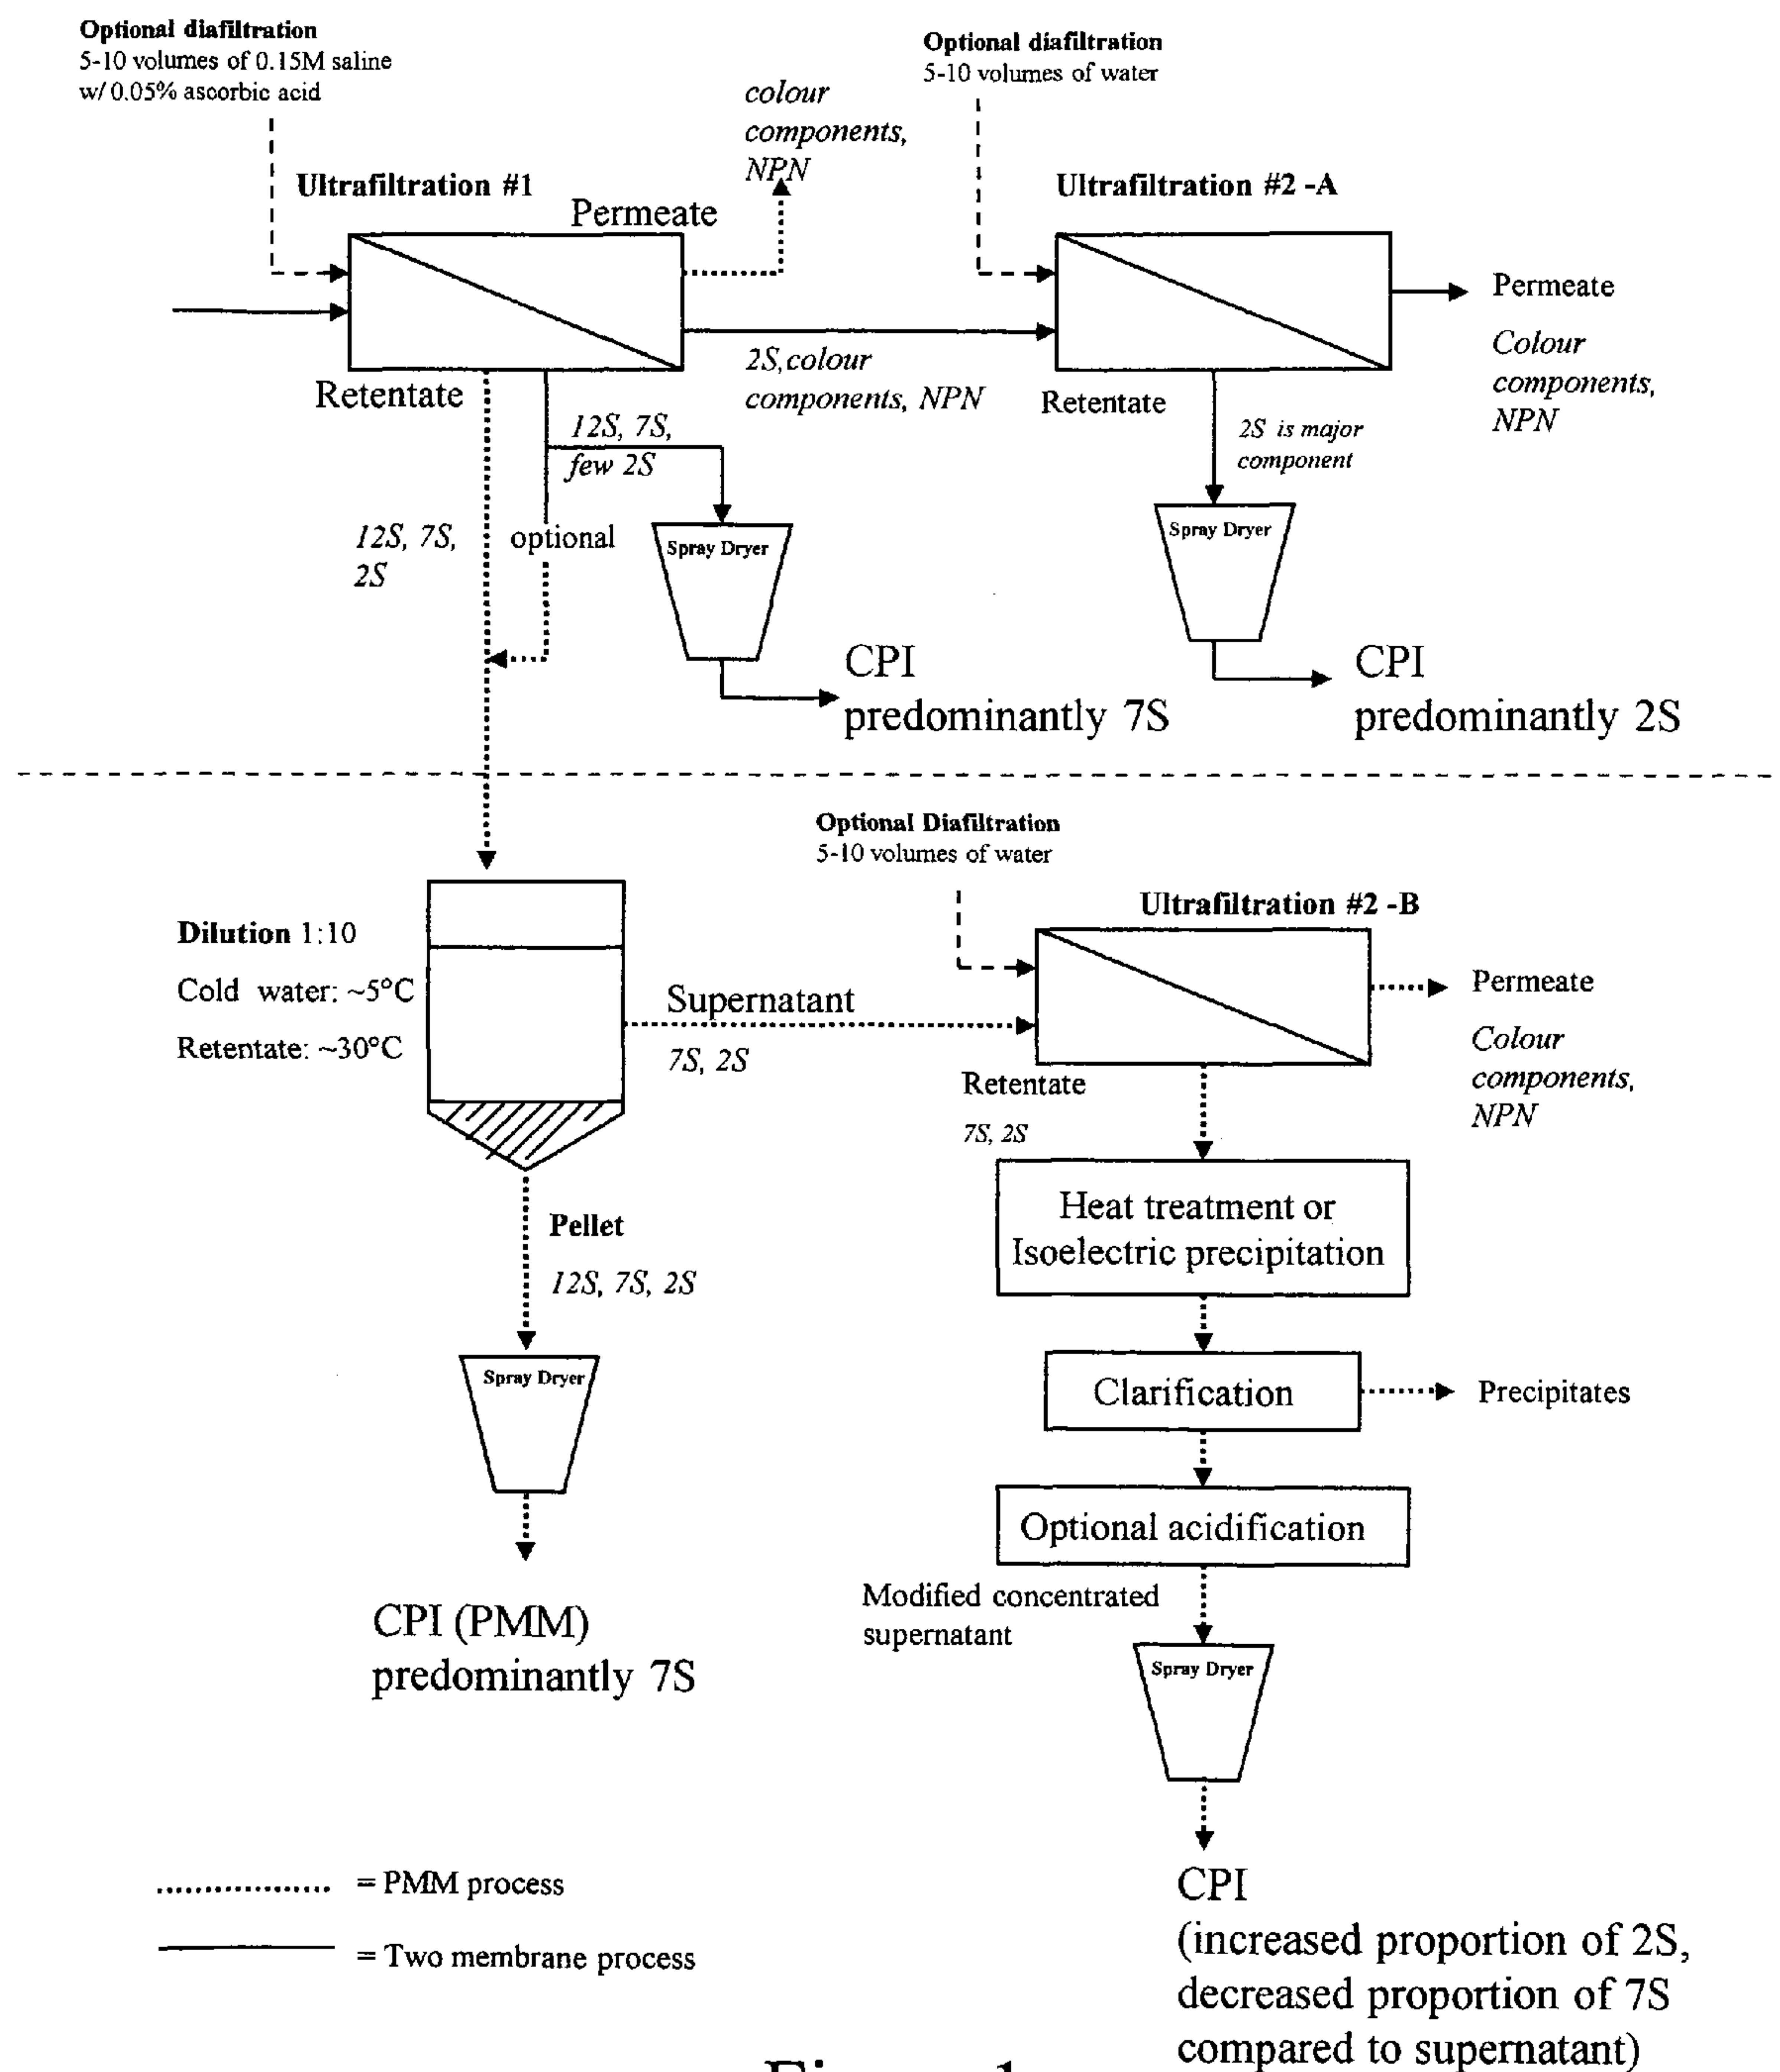 Optional diafiltration
5-10 volumes of 0.15M saline
w/ 0.05% ascorbic acid
Optional diafiltration
5-10 volumes of water
colour
components,
NPN
Ultrafiltration #1
Permeate
Ultrafiltration #2 -A
Permeate
Colour
components,
NPN
2S, colour
components, NPN
Retentate
Retentate
12S, 7S,
few 2S
2S is major
component
12S, 7S,
2S
optional
Spray Dryer
Spray Dryer
CPI
predominantly 7S
CPI
predominantly 2S
Optional Diafiltration
5-10 volumes of water
Ultrafiltration #2 -B
Dilution 1:10
Cold water: ~5°C
Retentate: ~30°C
Supernatant
7S, 2S
Permeate
Colour
components,
NPN
Retentate
7S, 2S
Heat treatment or
Isoelectric precipitation
Pellet
12S, 7S, 2S
Spray Dryer
Clarification
Precipitates
Optional acidification
Modified concentrated
supernatant
CPI (PMM)
predominantly 7S
Spray Dryer
= PMM process
= Two membrane process
CPI
(increased proportion of 2S,
decreased proportion of 7S
compared to supernatant)